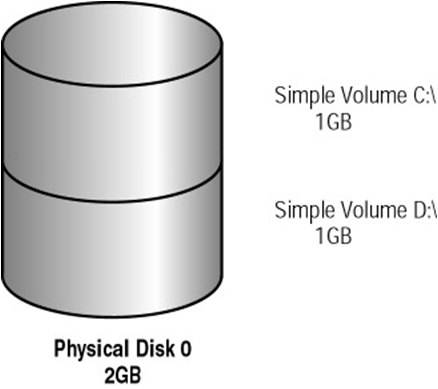 Simple Volume C:\
1GB
Simple Volume D:\
1GB
Physical Disk 0
2GB